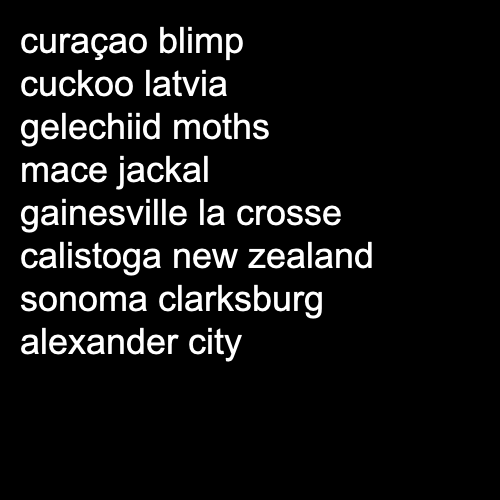 curaçao blimp
cuckoo latvia
gelechiid moths
mace jackal
gainesville la crosse
calistoga new zealand
sonoma clarksburg
alexander city